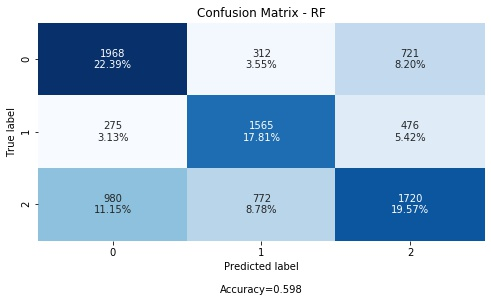 Confusion Matrix - RF
1968 312 721
22.39% 3.55% 8.20%
275 1565 476
3.13% 17.81% 5.42%
980 772 1720
11.15% 8.78% 19.57%
0
1
2
True label
0 1 2
Predicted label
Accuracy=0.598